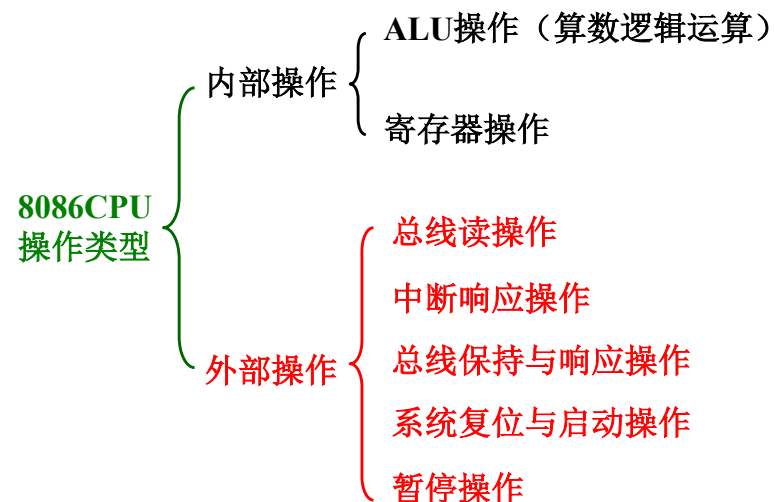 ALU操作（算数逻辑运算）
内部操作
寄存器操作
8086CPU
操作类型
总线读操作
中断响应操作
总线保持与响应操作
外部操作
系统复位与启动操作
暂停操作